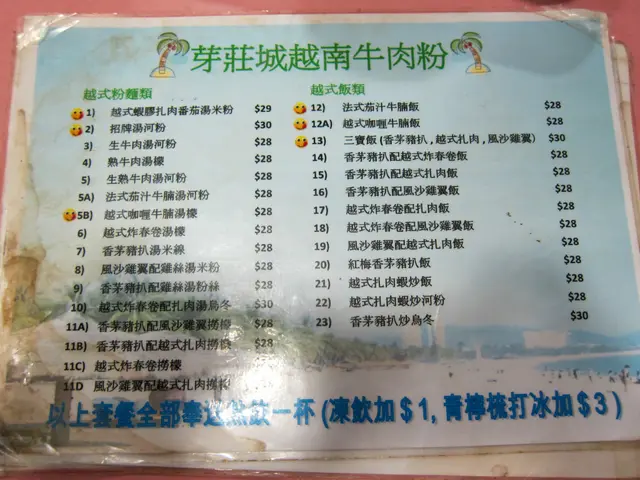 芽莊城越南牛肉粉
越式粉麵類
1) 越式蝦膠扎肉番茄湯米粉 $29
2) 招牌湯河粉 $30
3) 生牛肉湯河粉 $28
4) 熟牛肉湯檬 $28
5) 生熟牛肉湯河粉 $28
5A) 法式茄汁牛腩湯河粉 $28
5B) 越式咖喱牛腩湯檬 $28
6) 越式炸春卷湯檬 $28
7) 香茅豬扒湯米線 $28
8) 風沙雞翼配雞絲湯米粉 $28
9) 香茅豬扒配雞絲湯粉絲 $28
10) 越式炸春卷配扎肉湯烏冬 $30
11A) 香茅豬扒配風沙雞翼撈檬 $28
11B) 香茅豬扒配越式扎肉撈檬 $28
11C) 越式炸春卷撈檬 $28
11D 風沙雞翼配越式扎肉撈檬
越式飯類
12) 法式茄汁牛腩飯 $28
12A) 越式咖喱牛腩飯 $28
13) 三寶飯 (香茅豬扒 , 越式扎肉 , 風沙雞翼) $30
14) 香茅豬扒配越式炸春卷飯 $28
15) 香茅豬扒配越式扎肉飯 $28
16) 香茅豬扒配風沙雞翼飯 $28
17) 越式炸春卷配扎肉飯 $28
18) 越式炸春卷配風沙雞翼飯 $28
19) 風沙雞翼配越式扎肉飯 $28
20) 紅梅香茅豬扒飯 $28
21) 越式扎肉蝦炒飯 $28
22) 越式扎肉蝦炒河粉 $28
23) 香茅豬扒炒烏冬 $30
以上套餐全部奉送熱飲一杯 (凍飲加 $ 1, 青檸梳打冰加 $ 3 )